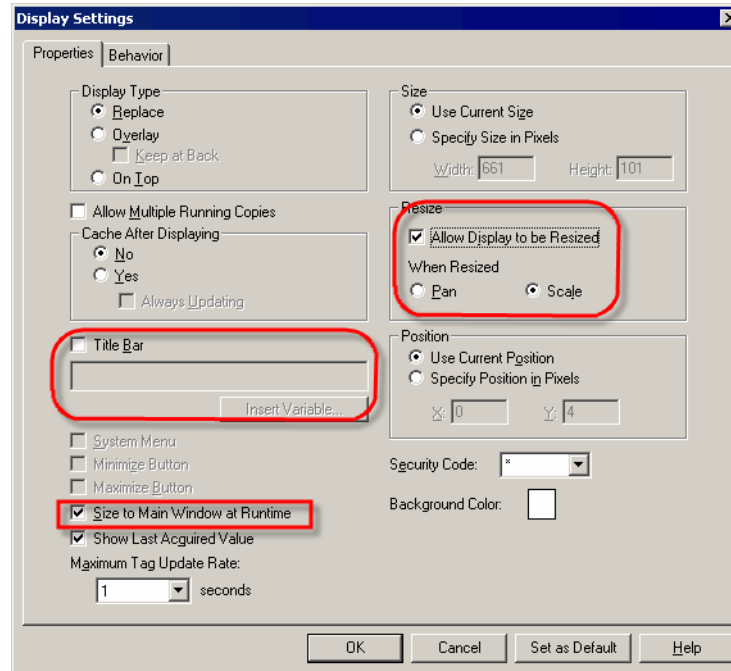 Display Settings
Properties
Behavior
Display Type
Replace
Overlay
Keep at Back
On Top
Allow Multiple Running Copies
Cache After Displaying
No
Yes
Always Updating
Title Bar
Insert Variable...
System Menu
Minimize Button
Maximize Button
Size to Main Window at Runtime
Show Last Acquired Value
Maximum Tag Update Rate:
1 seconds
Size
Use Current Size
Specify Size in Pixels
Width: 661 Height: 101
Resize
Allow Display to be Resized
When Resized
Pan Scale
Position
Use Current Position
Specify Position in Pixels
X: 0 Y: 4
Security Code: *
Background Color:
OK Cancel Set as Default Help